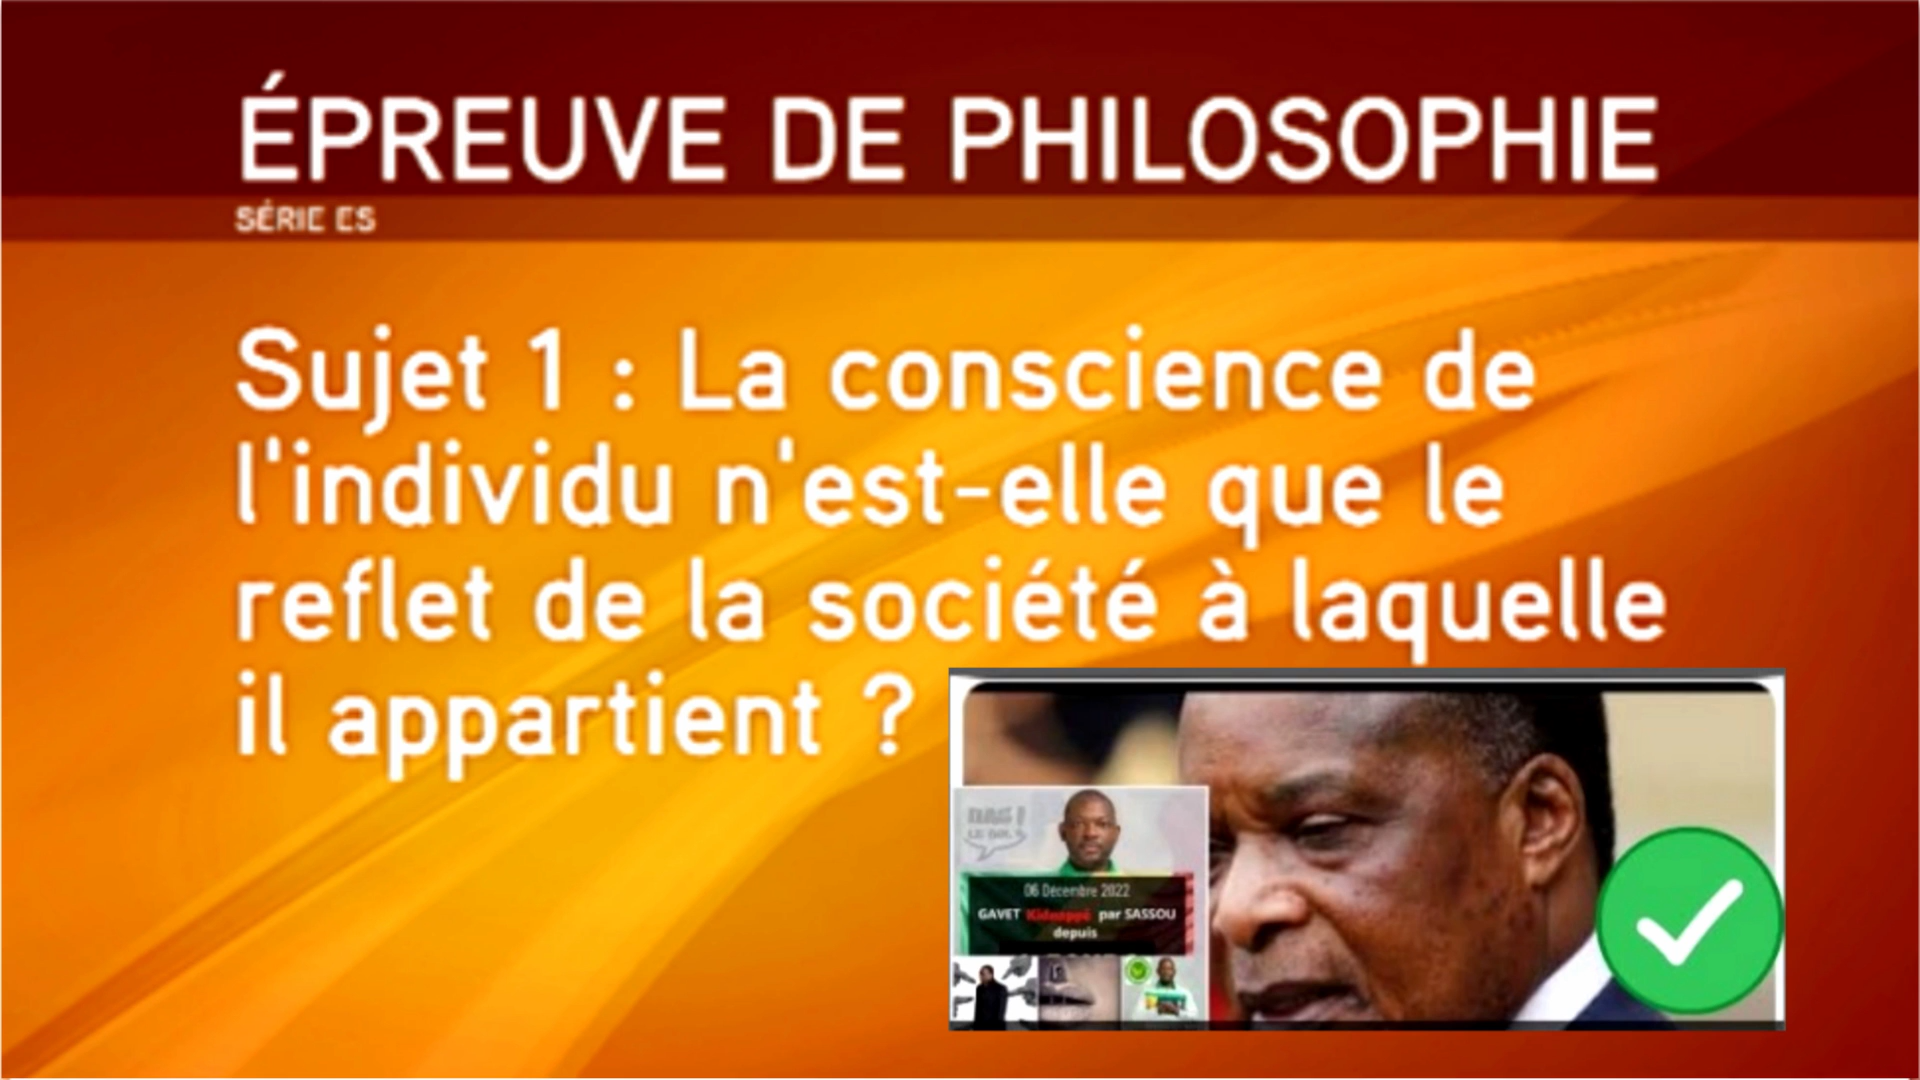 ÉPREUVE DE PHILOSOPHIE
SÉRIE ES
Sujet 1 : La conscience de
l'individu n'est-elle que le
reflet de la société à laquelle
il appartient ?
06 Décembre 2022
GAVET Kidnappé par SASSOU
depuis